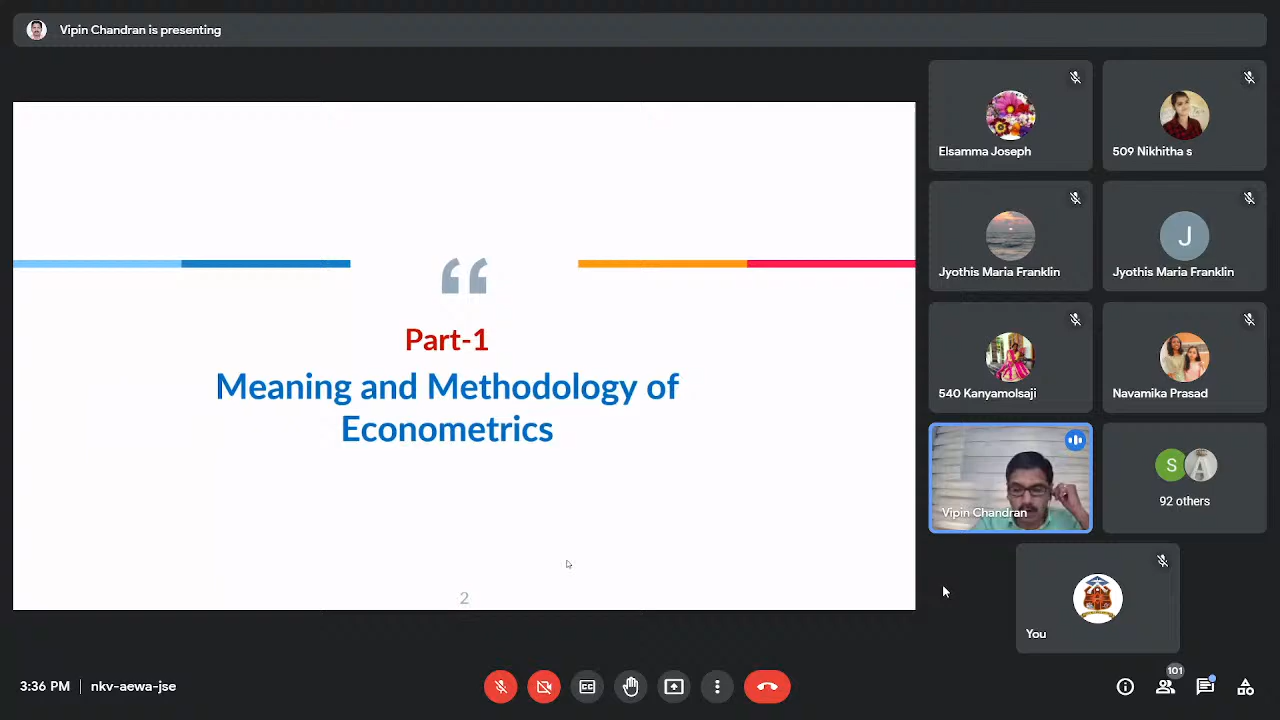 Vipin Chandran is presenting
“
Part-1
Meaning and Methodology of
Econometrics
2
Elsamma Joseph
509 Nikhitha s
Jyothis Maria Franklin
J
Jyothis Maria Franklin
540 Kanyamolsaji
Navamika Prasad
Vipin Chandran
S A
92 others
You
3:36 PM | nkv-aewa-jse
CC
101